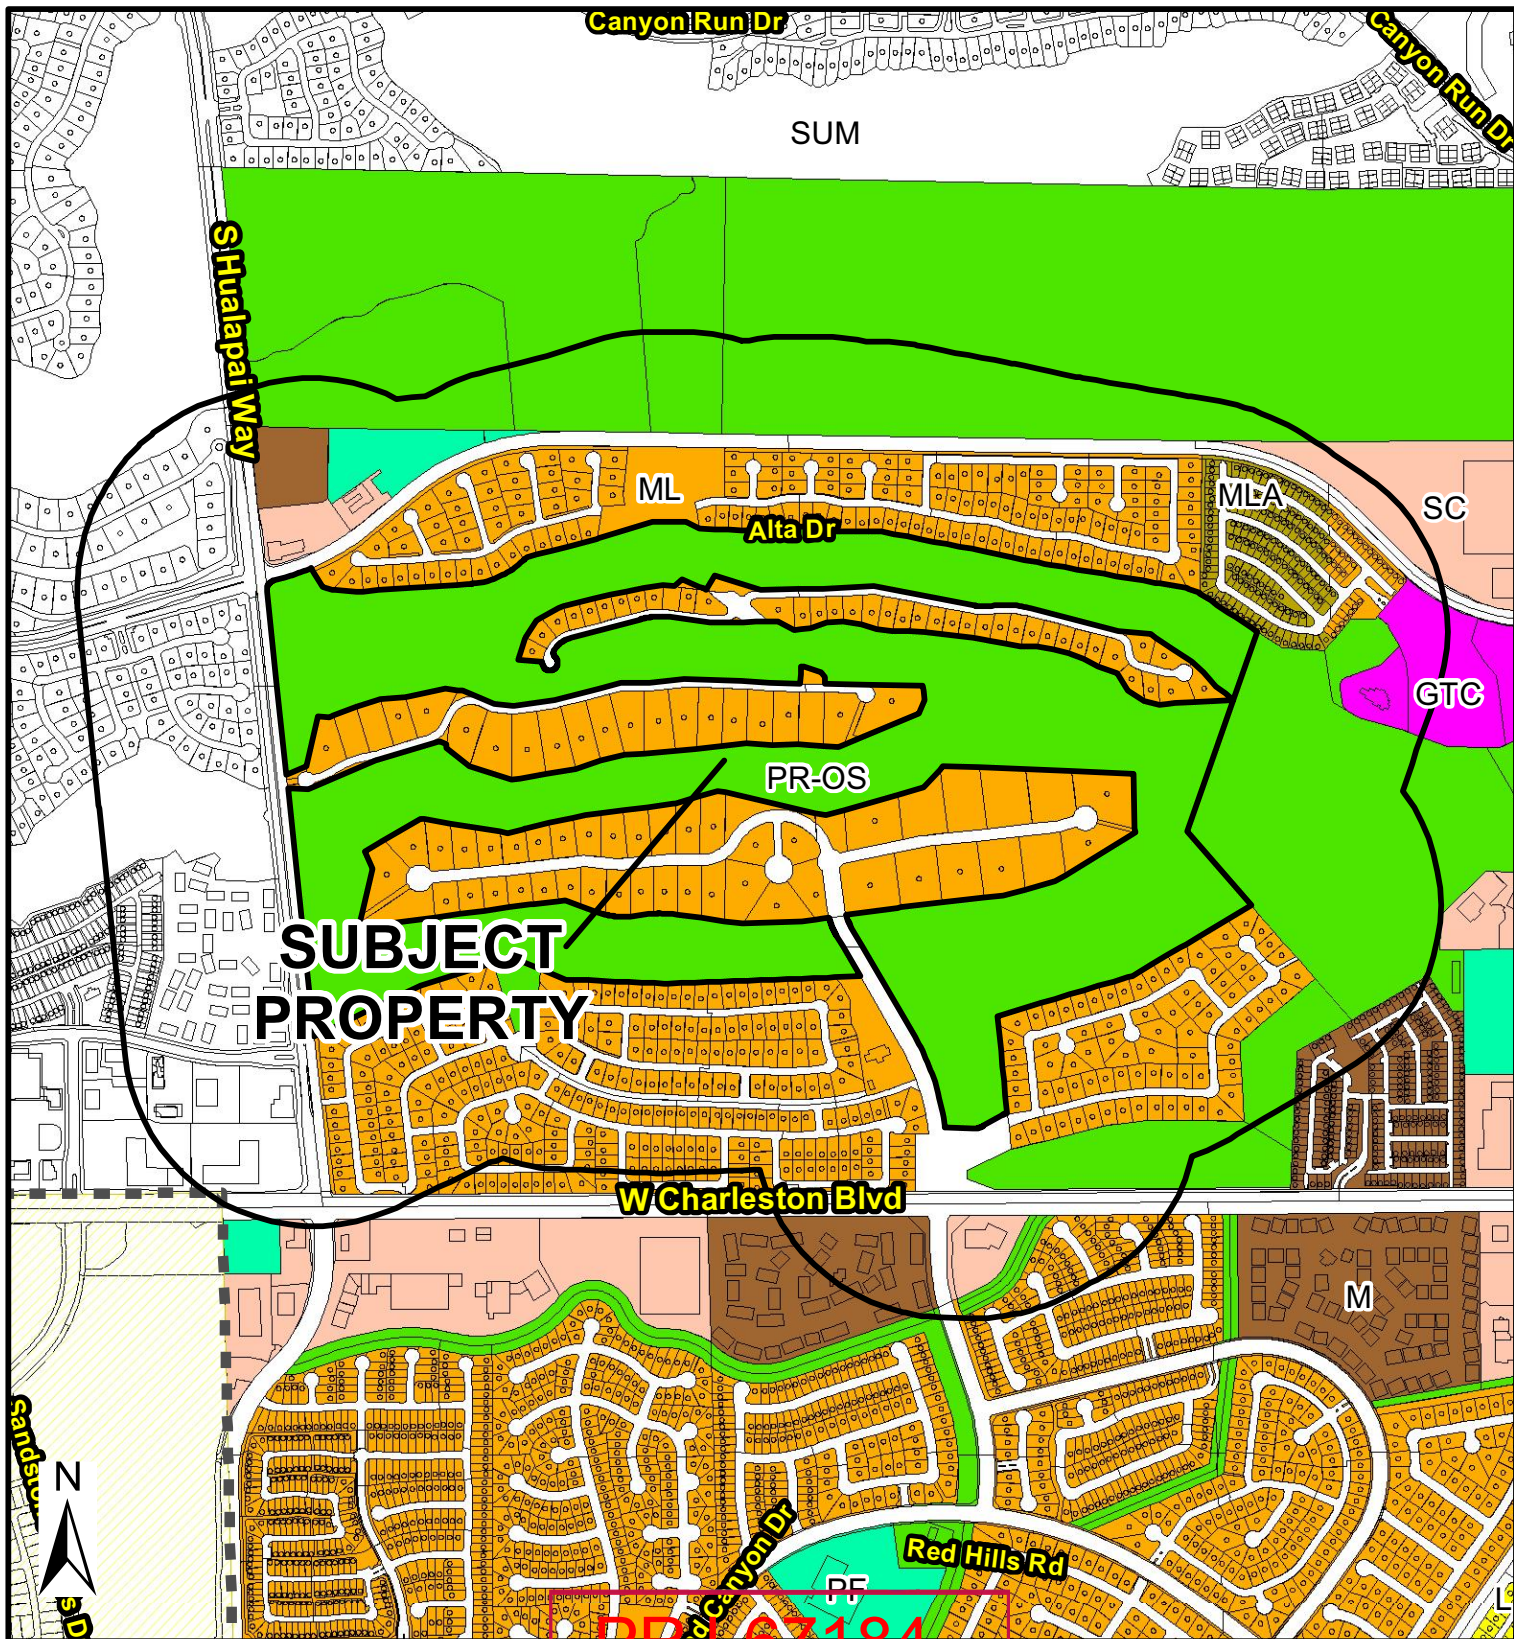 Canyon Run Dr
Canyon Run Dr
SUM
S Hualapai Way
ML
MLA
SC
Alta Dr
GTC
PR-OS
SUBJECT
PROPERTY
W Charleston Blvd
M
N
Red Hills Rd
PF
Canyon Dr
s D
L